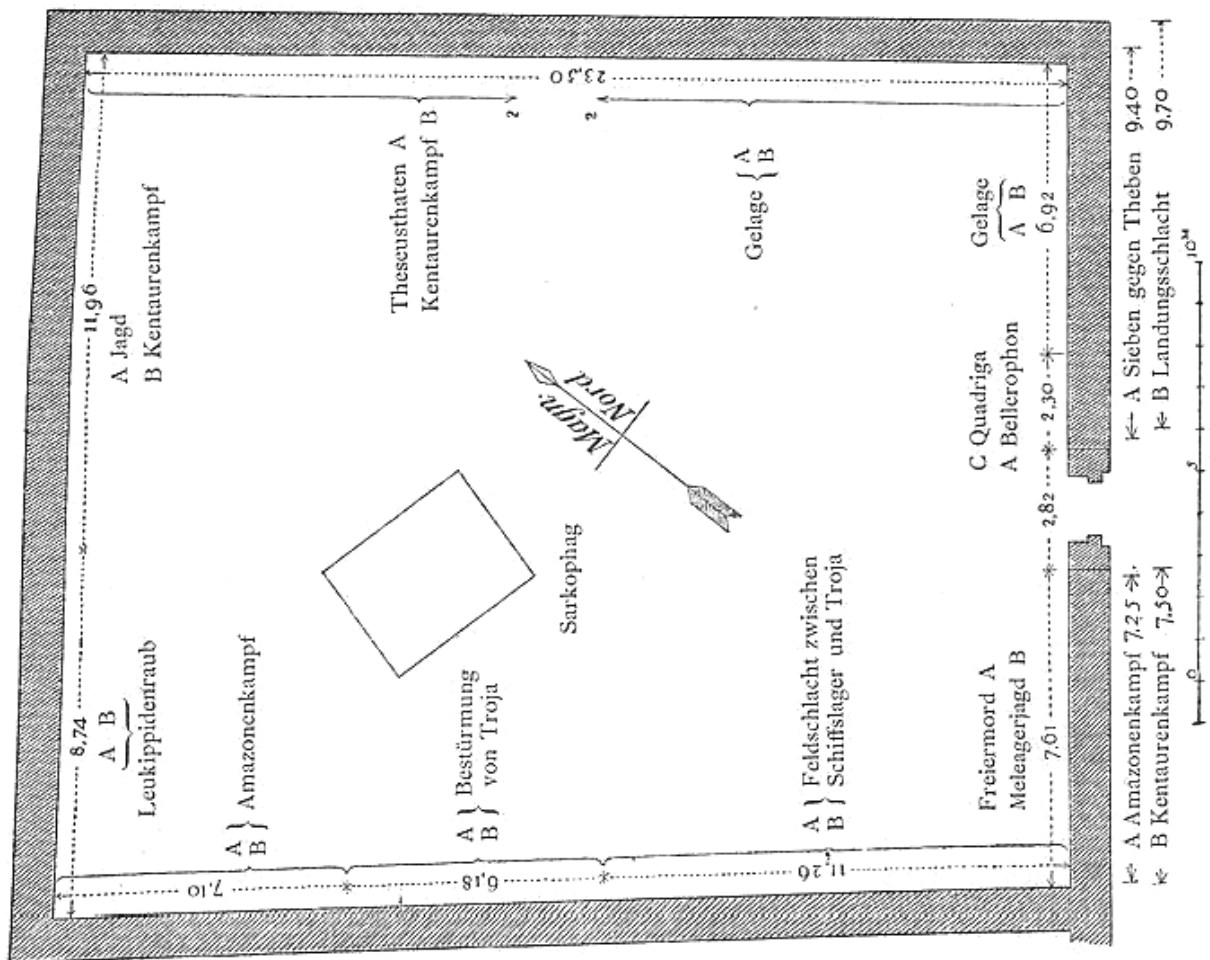 8,74
11,96
A B
Leukippidenraub
A Jagd
B Kentaurenkampf
23,50
7,10
A
B
Amazonenkampf
Theseusthaten A
Kentaurenkampf B
?
?
6,18
A
B
Bestürmung
von Troja
Sarkophag
Magn:
Nord.
Gelage
A
B
11,26
A
B
Feldschlacht zwischen
Schiffslager und Troja
Freiermord A
Meleagerjagd B
C Quadriga
A Bellerophon
Gelage
A B
7,61
2,82
2,30
6,92
A Amazonenkampf 7.25
B Kentaurenkampf 7,50
A Sieben gegen Theben 9.40
B Landungsschlacht 9.70
0
5
10M